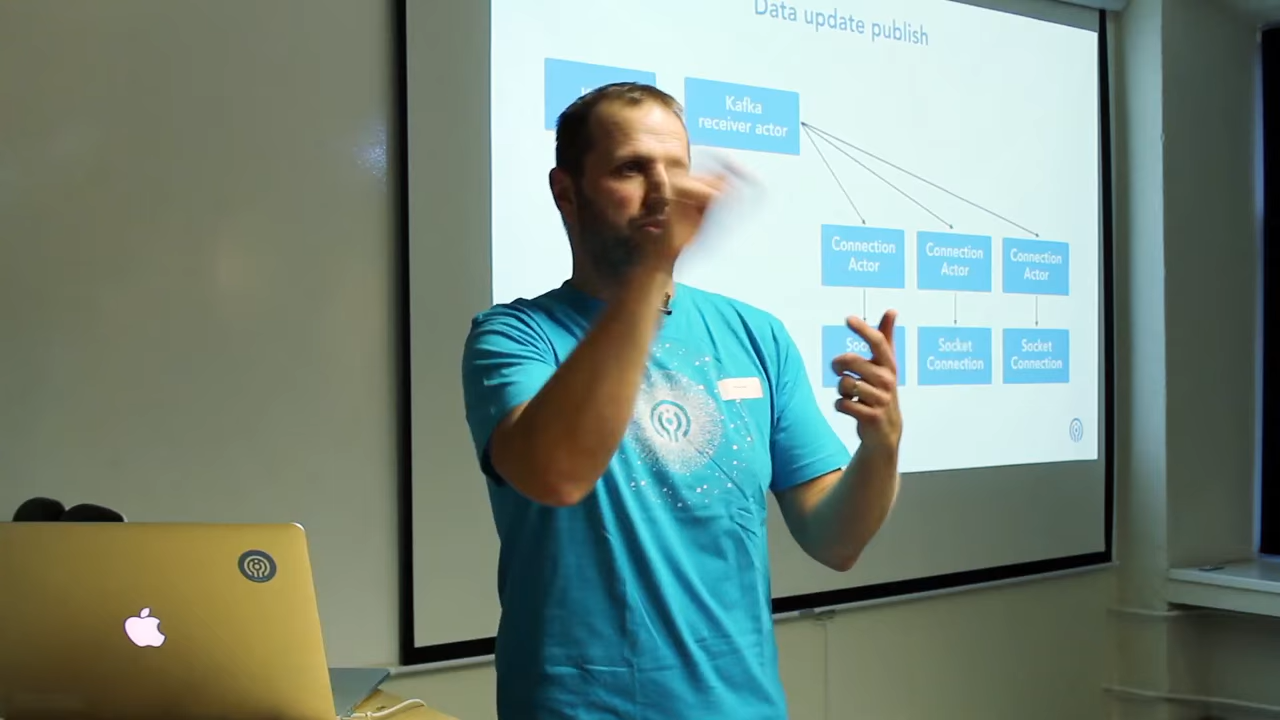 Data update publish
Kafka
receiver actor
Connection
Actor
Connection
Actor
Connection
Actor
Socket
Connection
Socket
Connection